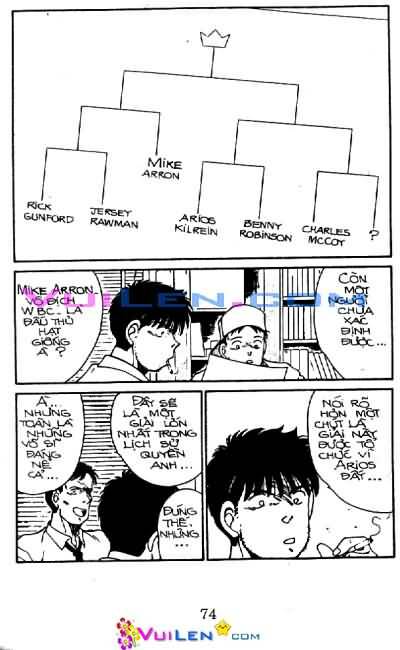 MIKE
ARRON
RICK
GUNFORD
JERSEY
RAWMAN
ARIOS
KILREIN
BENNY
ROBINSON
CHARLES
MCCOY
?
CÒN
MỘT
NGƯỜI
CHƯA
XÁC
ĐỊNH
ĐƯỢC...
MIKE ARRON.
VÔ ĐỊCH
WBC. LÀ
ĐẤU THỦ
HẠT
GIỐNG
À ?
VUILEN.COM
ĐÂY SẼ
LÀ MỘT
GIẢI LỚN
NHẤT TRONG
LỊCH SỬ
QUYỀN
ANH...
À...
NHƯNG
TOÀN LÀ
NHỮNG
VÕ SĨ
ĐÁNG
NỂ
CẢ...
ĐÚNG
THẾ.
NHƯNG
...
NÓI RÕ
HƠN MỘT
CHÚT LÀ
GIẢI NÀY
ĐƯỢC TỔ
CHỨC VÌ
ARIOS
ĐẤY...
74
VUILEN.COM